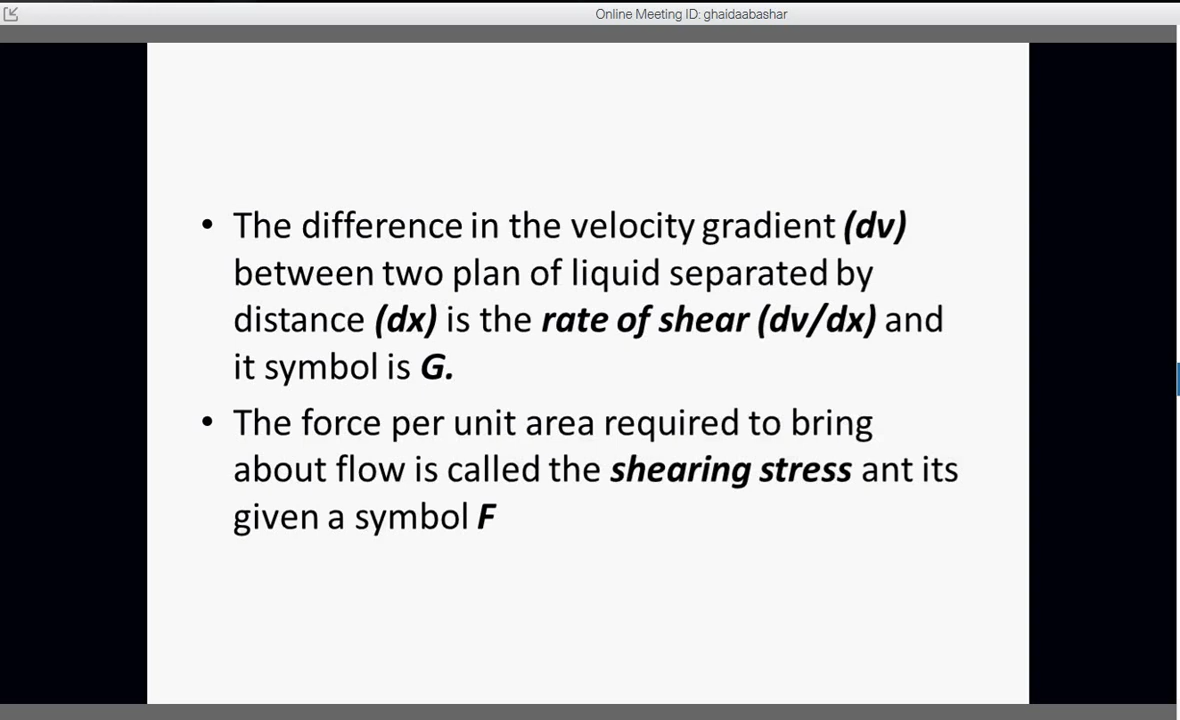 Online Meeting ID: ghaidaabashar
• The difference in the velocity gradient (dv)
between two plan of liquid separated by
distance (dx) is the rate of shear (dv/dx) and
it symbol is G.
• The force per unit area required to bring
about flow is called the shearing stress ant its
given a symbol F